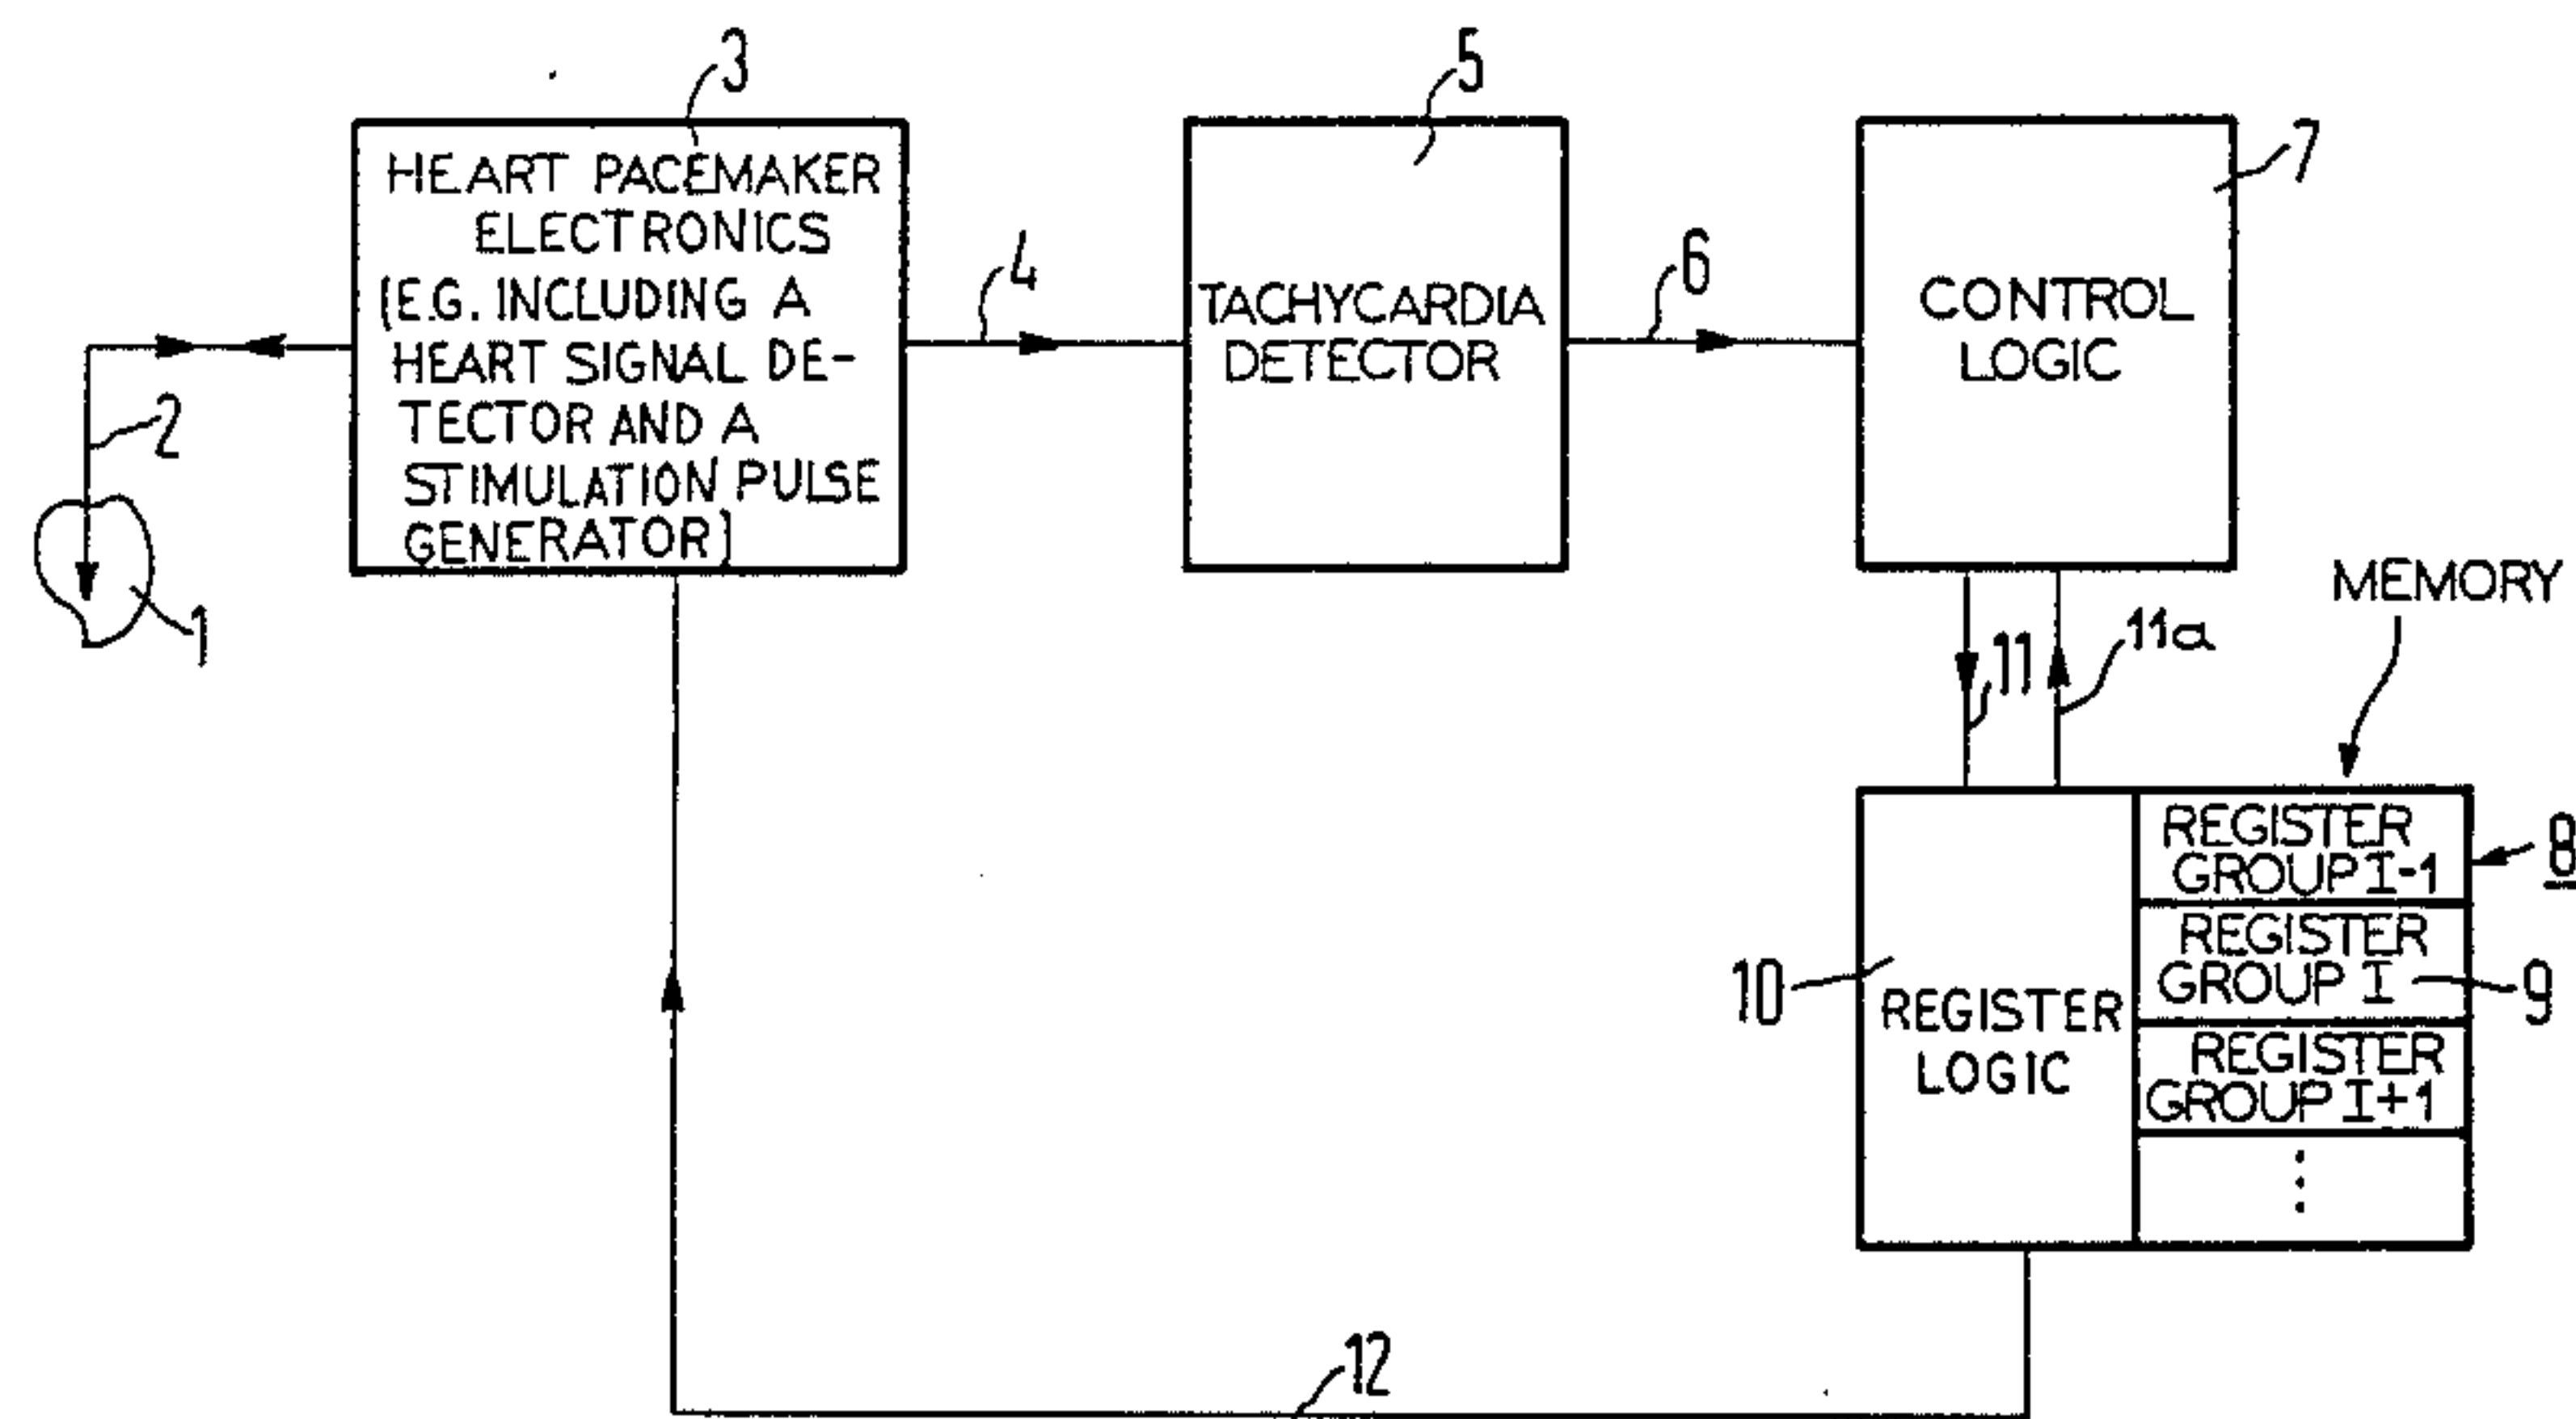 3
5
7
HEART PACEMAKER
ELECTRONICS
(E.G. INCLUDING A
HEART SIGNAL DE-
TECTOR AND A
STIMULATION PULSE
GENERATOR)
4
TACHYCARDIA
DETECTOR
6
CONTROL
LOGIC
2
1
MEMORY
11
11a
REGISTER
GROUP I-1
8
REGISTER
GROUP I
9
10
REGISTER
LOGIC
REGISTER
GROUP I+1
⋮
12